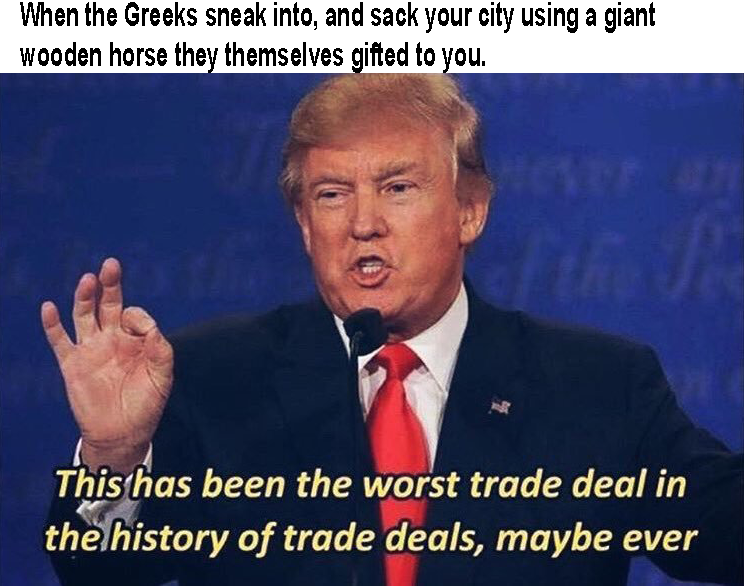 When the Greeks sneak into, and sack your city using a giant
wooden horse they themselves gifted to you.
This has been the worst trade deal in
the history of trade deals, maybe ever